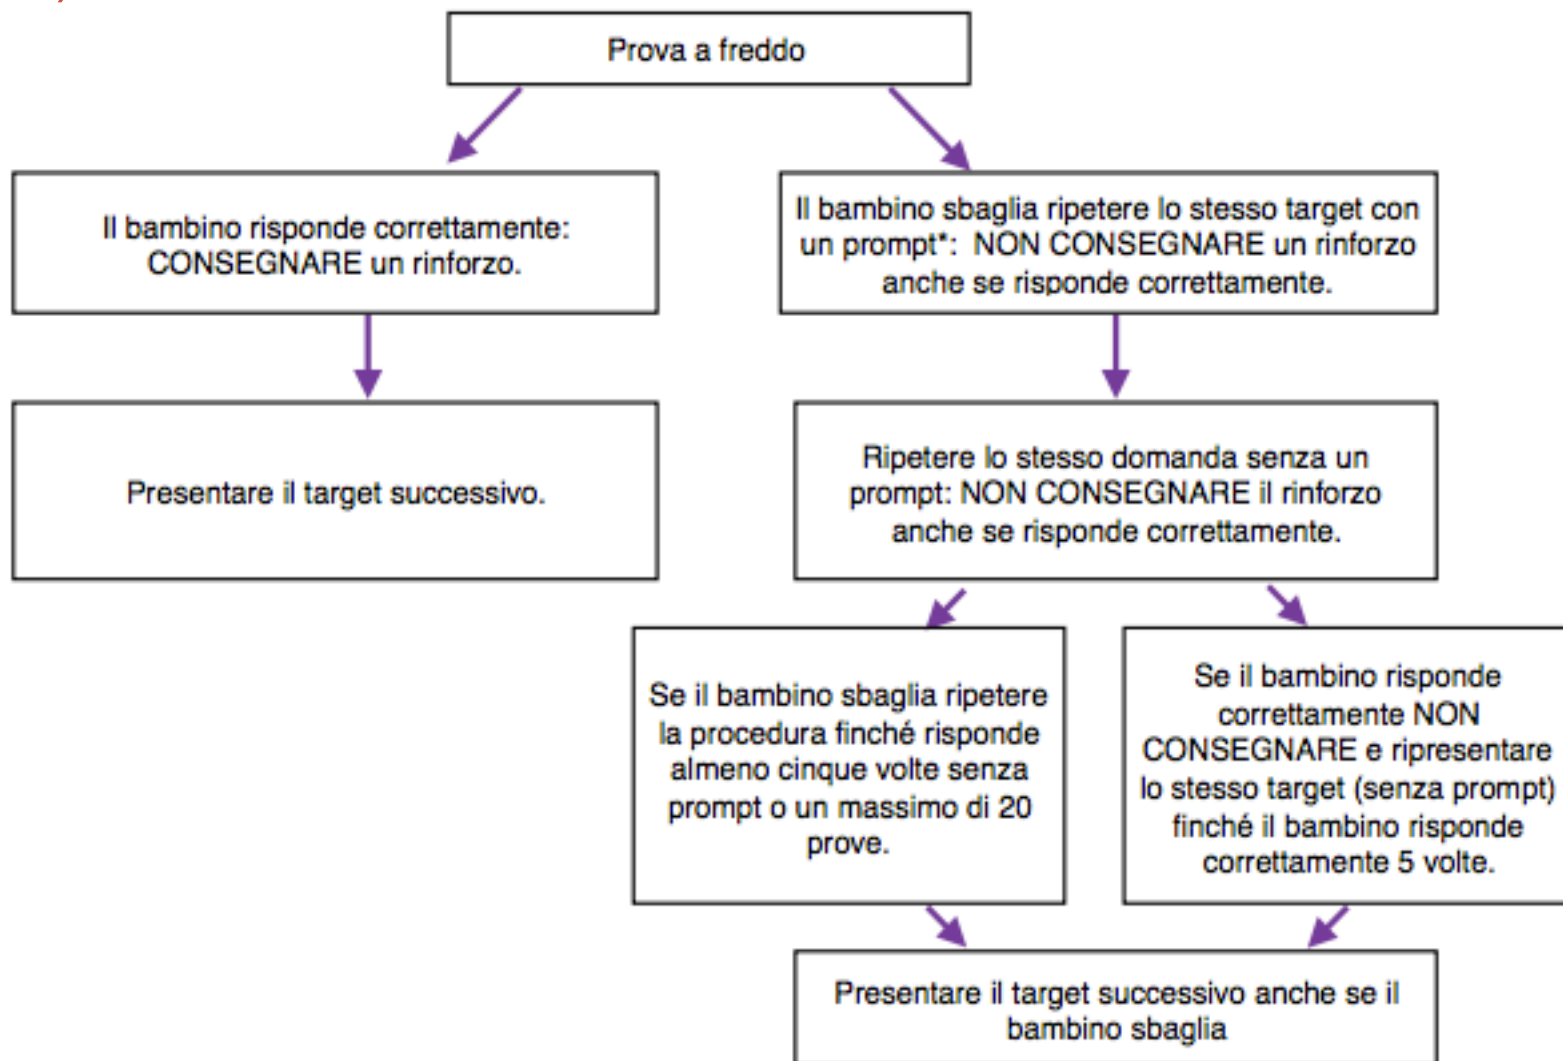 Prova a freddo
Il bambino risponde correttamente:
CONSEGNARE un rinforzo.
Il bambino sbaglia ripetere lo stesso target con
un prompt*:  NON CONSEGNARE un rinforzo
anche se risponde correttamente.
Presentare il target successivo.
Ripetere lo stesso domanda senza un
prompt: NON CONSEGNARE il rinforzo
anche se risponde correttamente.
Se il bambino sbaglia ripetere
la procedura finché risponde
almeno cinque volte senza
prompt o un massimo di 20
prove.
Se il bambino risponde
correttamente NON
CONSEGNARE e ripresentare
lo stesso target (senza prompt)
finché il bambino risponde
correttamente 5 volte.
Presentare il target successivo anche se il
bambino sbaglia